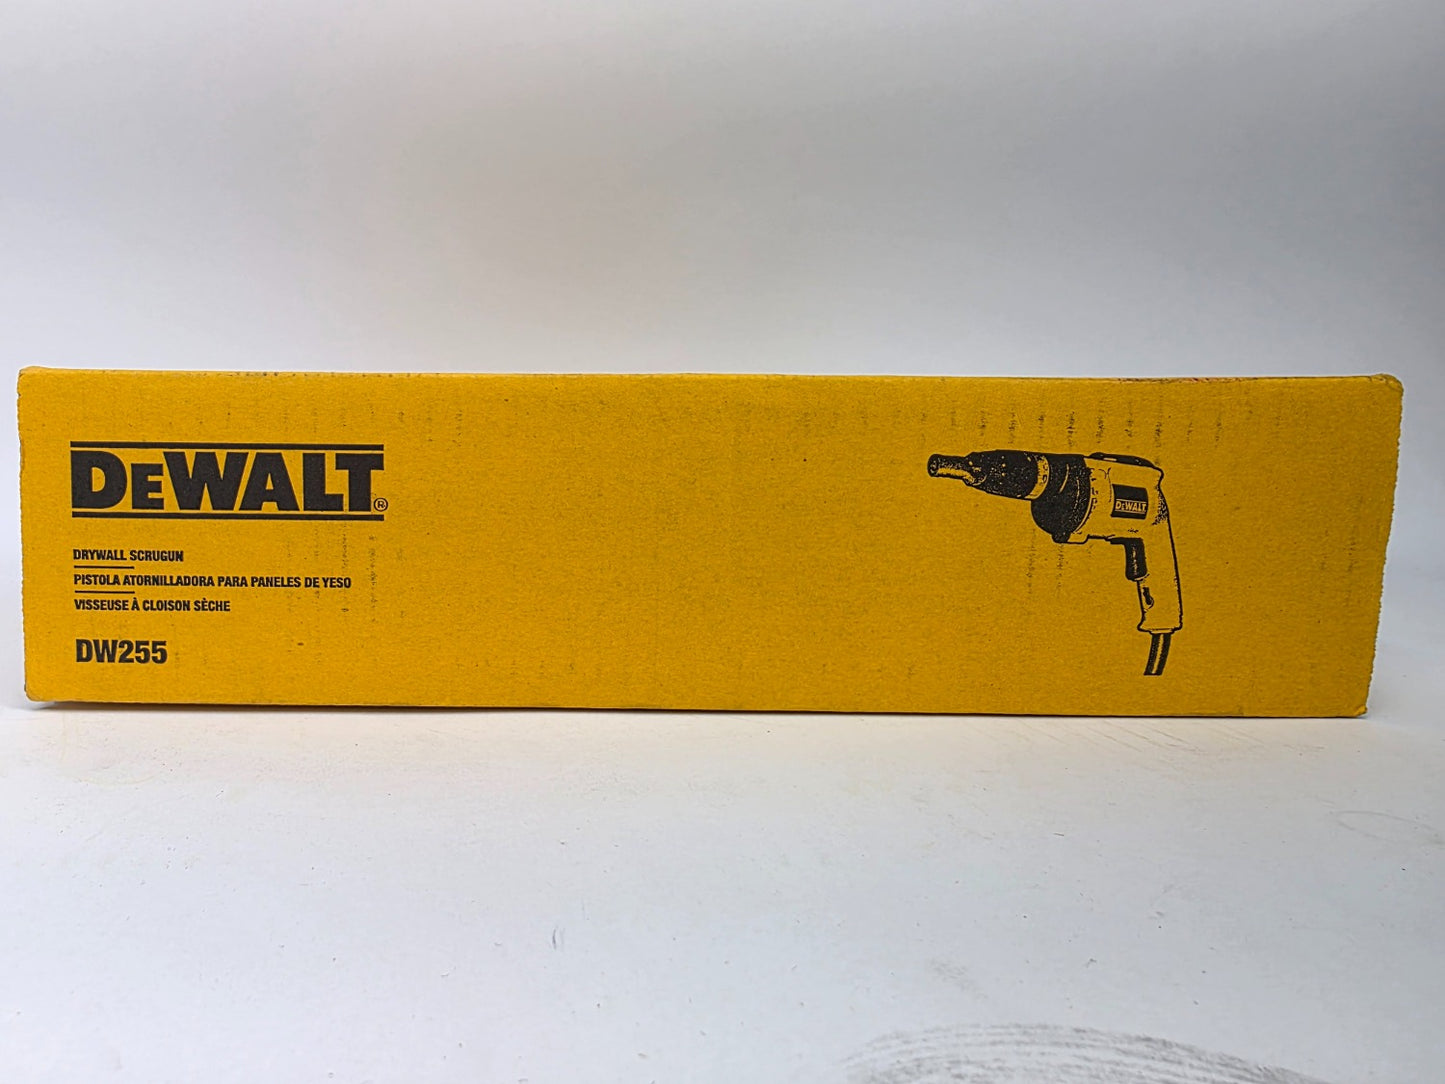 DEWALT®
DRYWALL SCRUGUN
PISTOLA ATORNILLADORA PARA PANELES DE YESO
VISSEUSE À CLOISON SÈCHE
DW255
DEWALT